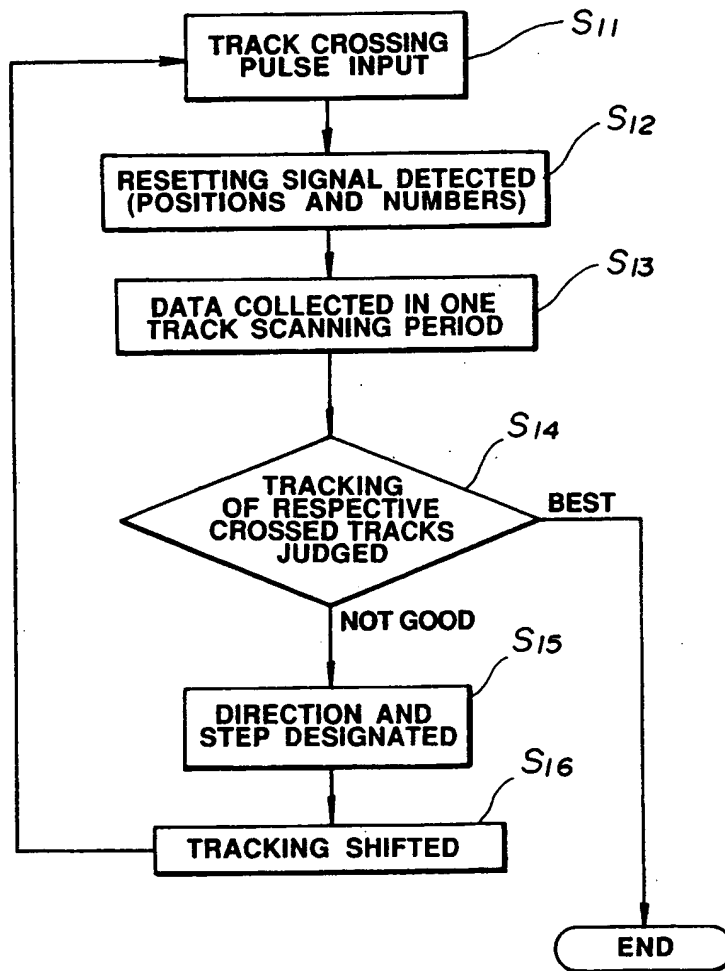 TRACK CROSSING
PULSE INPUT
S11
RESETTING SIGNAL DETECTED
(POSITIONS AND NUMBERS)
S12
DATA COLLECTED IN ONE
TRACK SCANNING PERIOD
S13
TRACKING
OF RESPECTIVE
CROSSED TRACKS
JUDGED
S14
BEST
NOT GOOD
DIRECTION AND
STEP DESIGNATED
S15
TRACKING SHIFTED
S16
END